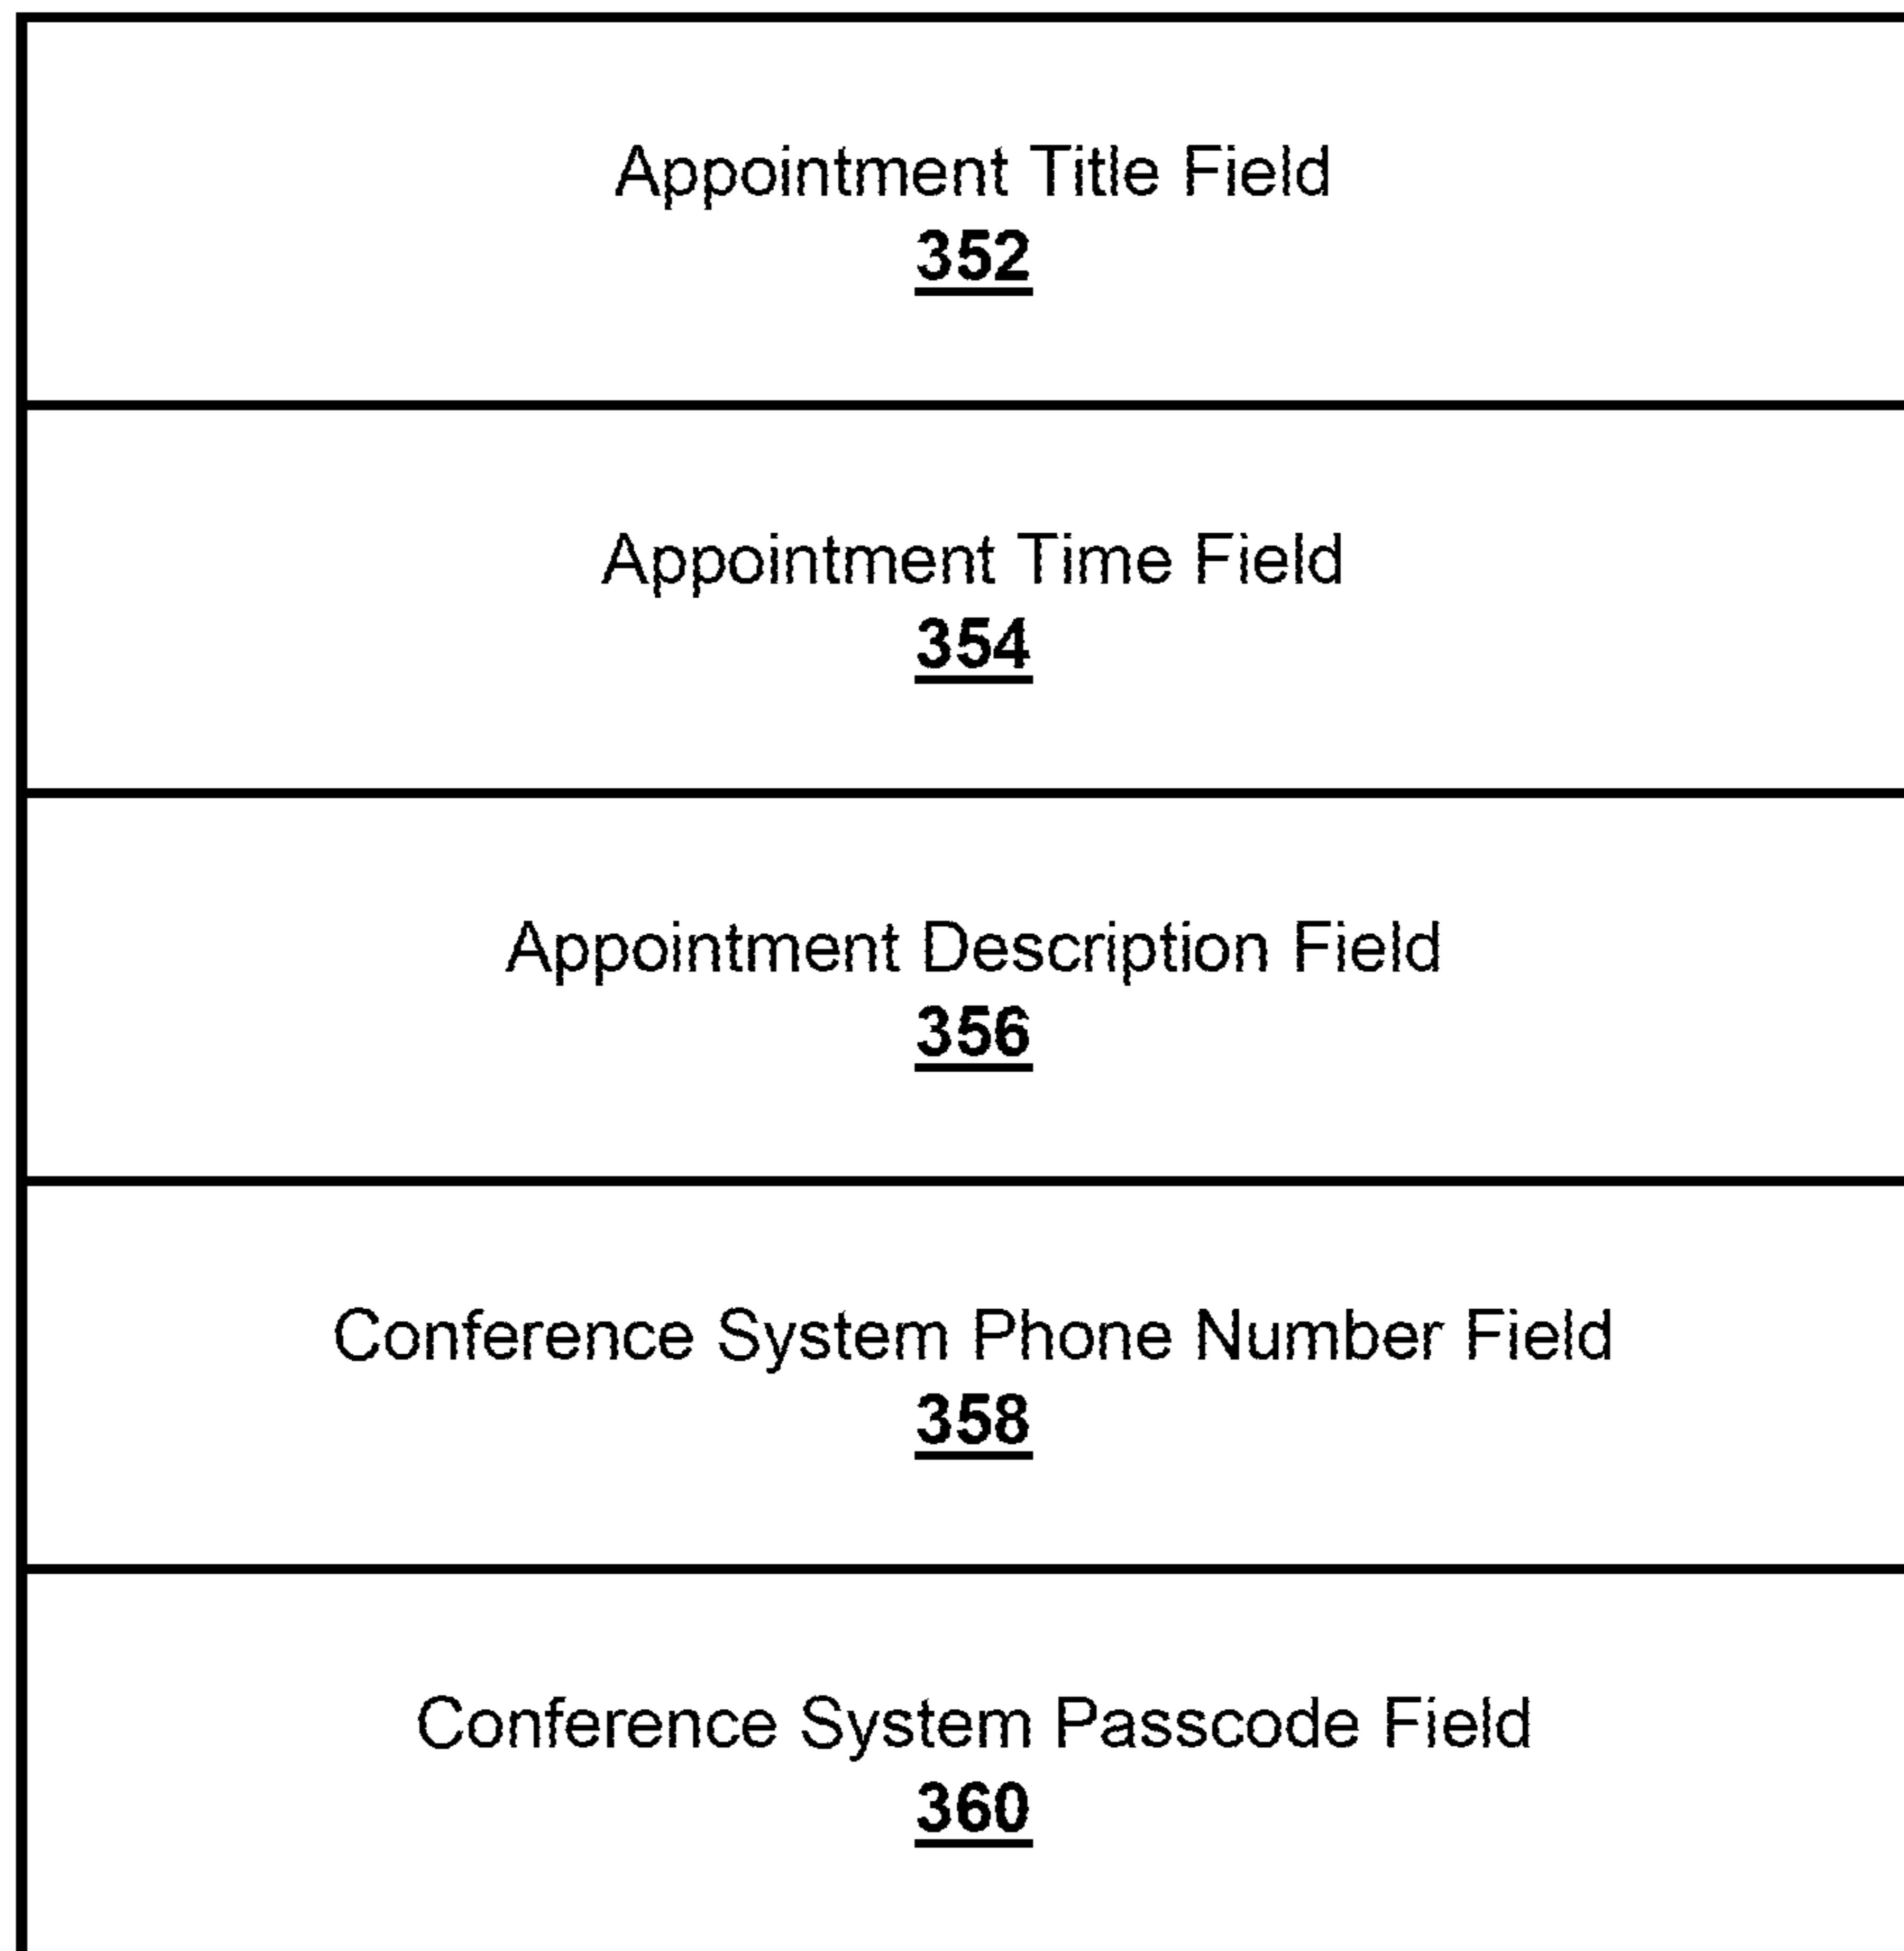 Appointment Title Field
352
Appointment Time Field
354
Appointment Description Field
356
Conference System Phone Number Field
358
Conference System Passcode Field
360